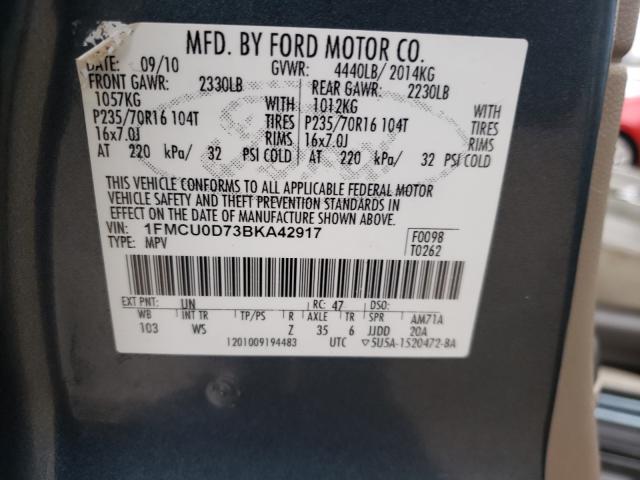 MFD. BY FORD MOTOR CO.
DATE: 09/10 GVWR: 4440LB/ 2014KG
FRONT GAWR: 2330LB REAR GAWR: 2230LB
1057KG WITH 1012KG WITH
P235/70R16 104T TIRES P235/70R16 104T TIRES
16x7.0J RIMS 16x7.0J RIMS
AT 220 kPa/ 32 PSI COLD AT 220 kPa/ 32 PSI COLD
THIS VEHICLE CONFORMS TO ALL APPLICABLE FEDERAL MOTOR
VEHICLE SAFETY AND THEFT PREVENTION STANDARDS IN
EFFECT ON THE DATE OF MANUFACTURE SHOWN ABOVE.
VIN: 1FMCU0D73BKA42917 F0098
TYPE: MPV T0262
EXT PNT: UN RC: 47 DSO:
WB INT TR TP/PS R AXLE TR SPR AM71A
103 WS Z 35 6 JJDD 20A
1201009194483 UTC ▽5U5A-1520472-8A